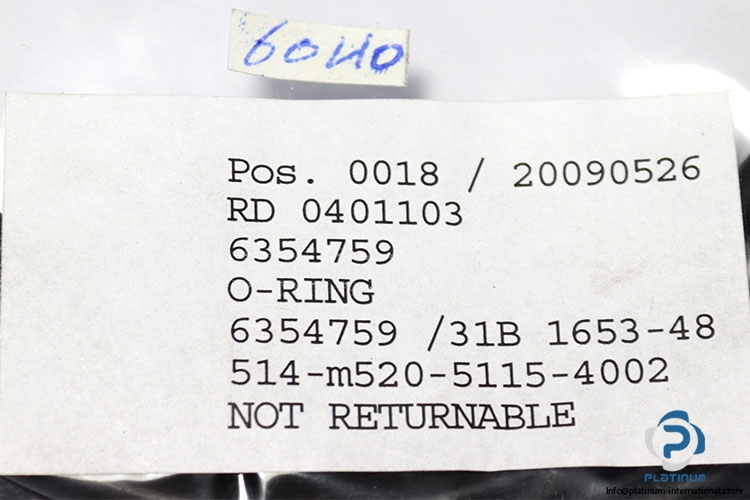 60110
Pos. 0018 / 20090526
RD 0401103
6354759
O-RING
6354759 /31B 1653-48
514-m520-5115-4002
NOT RETURNABLE
PLATINUM
Info@platinum-international.store